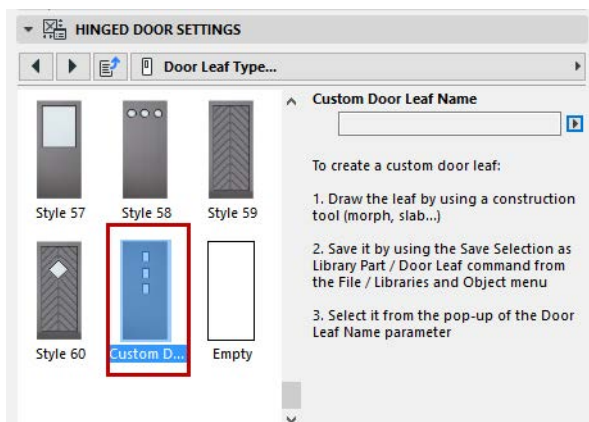 HINGED DOOR SETTINGS
Door Leaf Type...
Style 57
Style 58
Style 59
Style 60
Custom D...
Empty
Custom Door Leaf Name
To create a custom door leaf:
1. Draw the leaf by using a construction
tool (morph, slab...)
2. Save it by using the Save Selection as
Library Part / Door Leaf command from
the File / Libraries and Object menu
3. Select it from the pop-up of the Door
Leaf Name parameter